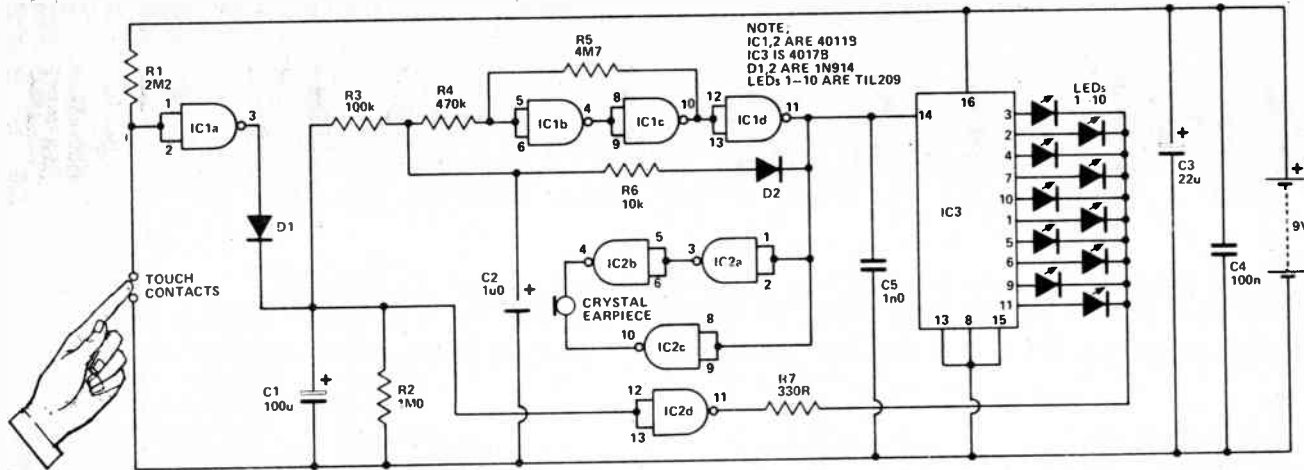 NOTE;
IC1,2 ARE 4011B
IC3 IS 4017B
D1,2 ARE 1N914
LEDs 1–10 ARE TIL209
R1
2M2
1
2
IC1a
3
R3
100k
R4
470k
R5
4M7
5
6
IC1b
4
8
9
IC1c
10
12
13
IC1d
11
R6
10k
D2
D1
TOUCH
CONTACTS
C2
1u0
+
4
IC2b
5
6
3
IC2a
1
2
CRYSTAL
EARPIECE
10
IC2c
8
9
C5
1n0
14
16
IC3
3
2
4
7
10
1
5
6
9
11
13
8
15
LEDs
1–10
+
C3
22u
C4
100n
+
9V
C1
100u
+
R2
1M0
12
13
IC2d
11
R7
330R